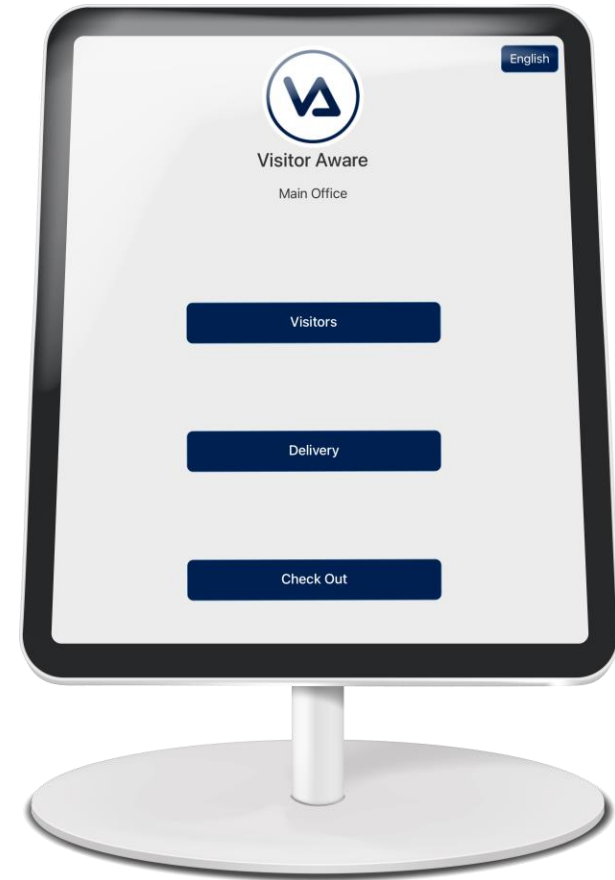 English
VA
Visitor Aware
Main Office
Visitors
Delivery
Check Out